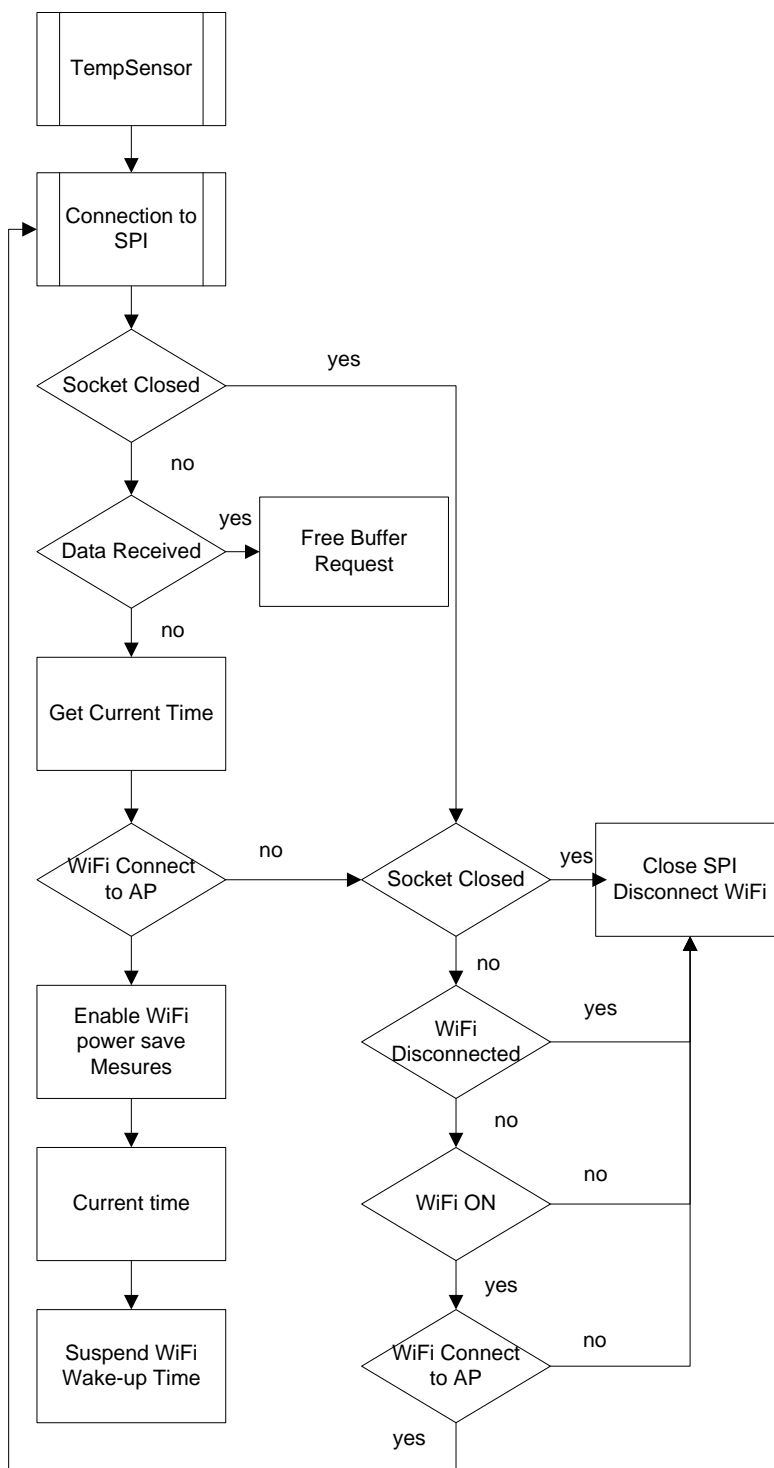 TempSensor
Connection to
SPI
Socket Closed
yes
no
Data Received
yes
Free Buffer
Request
no
Get Current Time
WiFi Connect
to AP
no
Socket Closed
yes
Close SPI
Disconnect WiFi
no
Enable WiFi
power save
Mesures
WiFi
Disconnected
yes
no
Current time
WiFi ON
no
yes
Suspend WiFi
Wake-up Time
WiFi Connect
to AP
no
yes